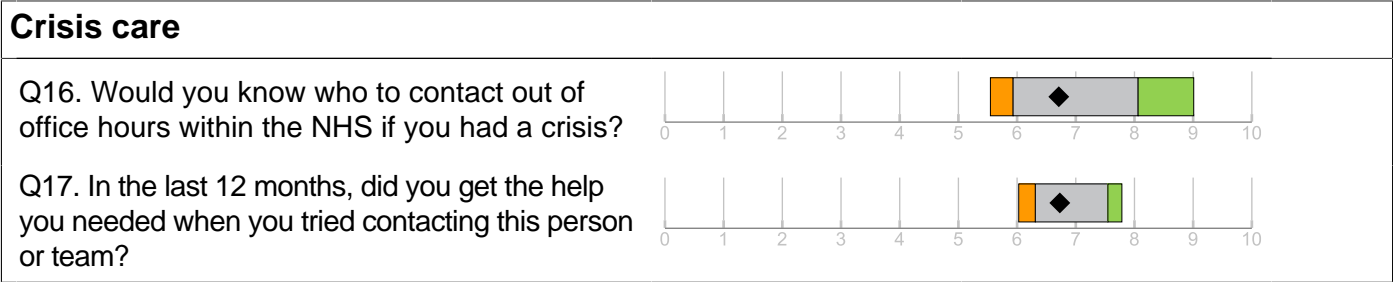 Crisis care
Q16. Would you know who to contact out of
office hours within the NHS if you had a crisis?
0 1 2 3 4 5 6 7 8 9 10
Q17. In the last 12 months, did you get the help
you needed when you tried contacting this person
or team?
0 1 2 3 4 5 6 7 8 9 10